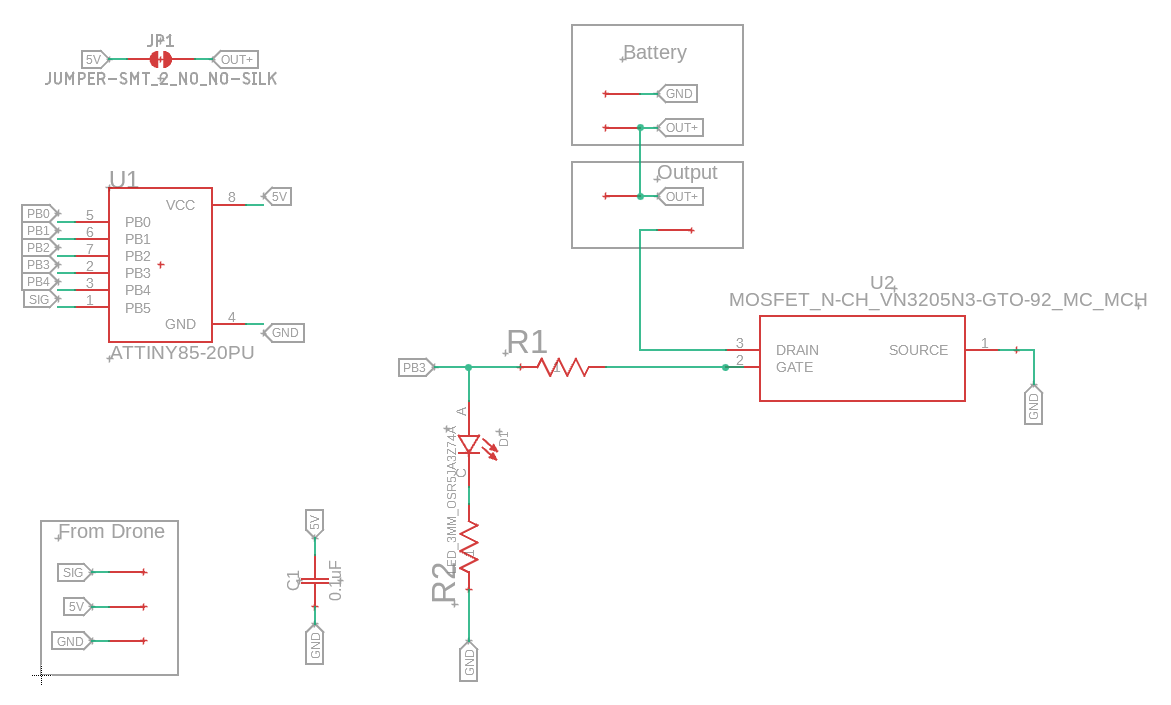 JP1
5V
OUT+
JUMPER-SMT_2_NO_NO-SILK
Battery
GND
OUT+
Output
OUT+
U1
VCC
8
5V
PB0
5
PB0
PB1
6
PB1
PB2
7
PB2
PB3
2
PB3
PB4
3
PB4
SIG
1
PB5
GND
4
GND
ATTINY85-20PU
U2
MOSFET_N-CH_VN3205N3-GTO-92_MC_MCH
3
DRAIN
SOURCE
1
2
GATE
GND
R1
PB3
1
A
D1
C
LED_3MM_OSR5JA3Z74A
R2
1
GND
From Drone
SIG
5V
GND
5V
C1
0.1uF
GND